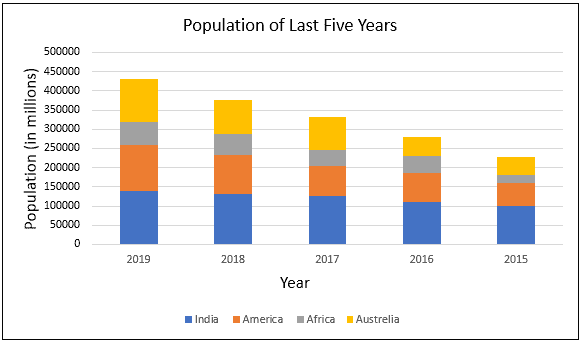 Population of Last Five Years
Population (in millions)
500000
450000
400000
350000
300000
250000
200000
150000
100000
50000
0
2019 2018 2017 2016 2015
Year
India America Africa Austrelia